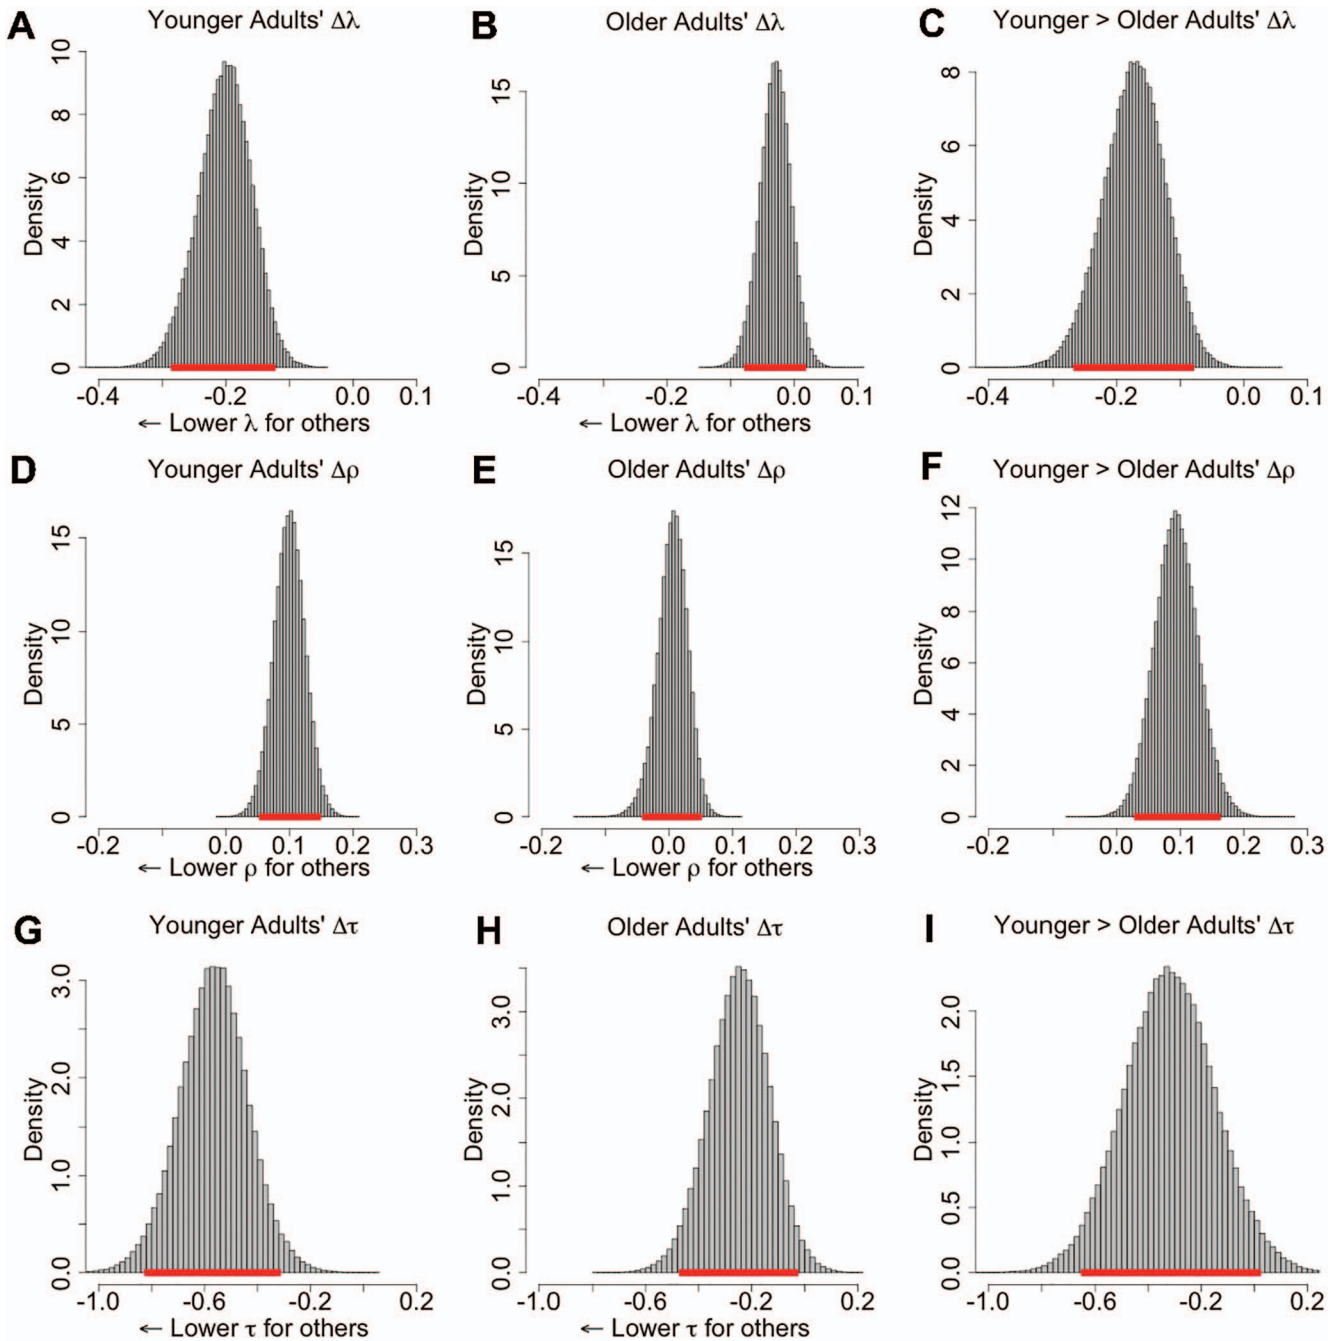 A Younger Adults' Δλ
B Older Adults' Δλ
C Younger > Older Adults' Δλ
Density
0 2 4 6 8 10
-0.4 -0.2 0.0 0.1
← Lower λ for others
Density
0 5 10 15
-0.4 -0.2 0.0 0.1
← Lower λ for others
Density
0 2 4 6 8
-0.4 -0.2 0.0 0.1
D Younger Adults' Δρ
E Older Adults' Δρ
F Younger > Older Adults' Δρ
Density
0 5 10 15
-0.2 0.0 0.1 0.3
← Lower ρ for others
Density
0 5 10 15
-0.2 0.0 0.1 0.3
← Lower ρ for others
Density
0 2 4 6 8 10 12
-0.2 0.0 0.1 0.3
G Younger Adults' Δτ
H Older Adults' Δτ
I Younger > Older Adults' Δτ
Density
0.0 1.0 2.0 3.0
-1.0 -0.6 -0.2 0.2
← Lower τ for others
Density
0.0 1.0 2.0 3.0
-1.0 -0.6 -0.2 0.2
← Lower τ for others
Density
0.0 0.5 1.0 1.5 2.0
-1.0 -0.6 -0.2 0.2